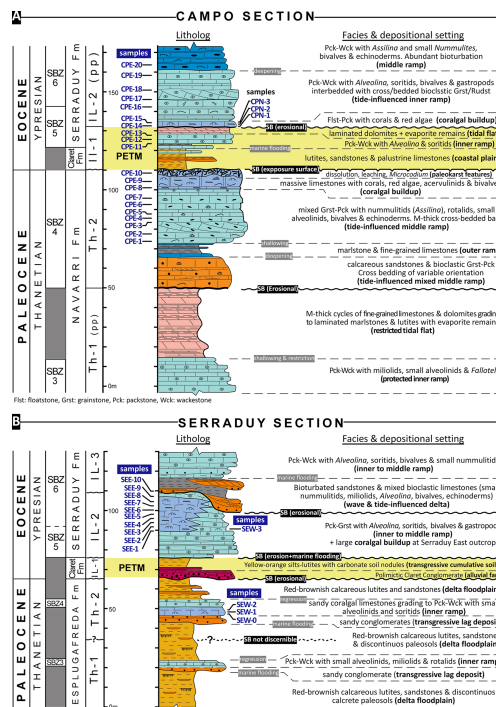 A
CAMPO SECTION
Litholog
Facies & depositional setting
samples
CPE-20
CPE-19
CPE-18
CPE-17
CPE-16
CPE-15
CPE-14
CPE-13
CPE-12
CPE-11
PETM
CPE-10
CPE-9
CPE-8
CPE-7
CPE-6
CPE-5
CPE-4
CPE-3
CPE-2
CPE-1
samples
CPN-3
CPN-2
CPN-1
150
100
50
0m
EOCENE
YPRESIAN
PALEOCENE
THANETIAN
SBZ 6
SBZ 5
SBZ 4
SBZ 3
SERRADUY Fm
Claret Fm
NAVARRI Fm
IL-2 (pp)
Il-1
Th-2
Th-1 (pp)
Pck-Wck with Assilina and small Nummulites,
bivalves & echinoderms. Abundant bioturbation
(middle ramp)
deepening
Pck-Wck with Alveolina, soritids, bivalves & gastropods
interbedded with cross/bedded bioclastic Grst/Rudst
(tide-influenced inner ramp)
Flst-Pck with corals & red algae (coralgal buildup)
SB (erosional)
laminated dolomites + evaporite remains (tidal fla
Pck-Wck with Alveolina & soritids (inner ramp)
marine flooding
lutites, sandstones & palustrine limestones (coastal plain
SB (exposure surface)
dissolution, leaching, Microcodium (paleokarst features)
massive limestones with corals, red algae, acervulinids & bivalve
(coralgal buildup)
mixed Grst-Pck with nummulitids (Assilina), rotalids, small
alveolinids, bivalves & echinoderms. M-thick cross-bedded ba
(tide-influenced middle ramp)
shallowing
marlstone & fine-grained limestones (outer ram
deepening
calcareous sandstones & bioclastic Grst-Pck
Cross bedding of variable orientation
(tide-influenced mixed middle ramp)
SB (Erosional)
M-thick cycles of fine-grained limestones & dolomites grading
to laminated marlstones & lutites with evaporite remain
(restricted tidal flat)
shallowing & restriction
Pck-Wck with miliolids, small alveolinids & Fallotel
(protected inner ramp)
Flst: floatstone, Grst: grainstone, Pck: packstone, Wck: wackestone
B
SERRADUY SECTION
Litholog
Facies & depositional setting
samples
SEE-10
SEE-9
SEE-8
SEE-7
SEE-6
SEE-5
SEE-4
SEE-3
SEE-2
SEE-1
samples
SEW-3
PETM
samples
SEW-2
SEW-1
SEW-0
100
50
0m
EOCENE
YPRESIAN
PALEOCENE
THANETIAN
?
SBZ 6
SBZ 5
SBZ4
SBZ3
SERRADUY Fm
Claret Fm
ESPLUGAFREDA Fm
IL-3
IL-2
IL-1
Th-2
?
Th-1
Pck-Wck with Alveolina, soritids, bivalves & small nummulitid
(inner to middle ramp)
marine flooding
Bioturbated sandstones & mixed bioclastic limestones (smal
nummulitids, miliolids, Alveolina, bivalves, echinoderms)
(wave & tide-influenced delta)
SB (erosional)
Pck-Grst with Alveolina, soritids, bivalves & gastropod
(inner to middle ramp)
+ large coralgal buildup at Serraduy East outcrop
SB (erosion+marine flooding)
Yellow-orange silts-lutites with carbonate soil nodules (transgressive cumulative soil
Polimictic Claret Conglomerate (alluvial fa
SB (erosional)
Red-brownish calcareous lutites and sandstones (delta floodplain
regression
sandy coralgal limestones grading to Pck-Wck with sma
alveolinids and soritids (inner ramp)
marine flooding
sandy conglomerates (transgressive lag deposit
?
SB not discernible
Red-brownish calcareous lutites, sandstones
& discontinuous paleosols (delta floodplain
regression
Pck-Wck with small alveolinids, miliolids & rotalids (inner ramp
marine flooding
sandy conglomerate (transgressive lag deposit)
Red-brownish calcareous lutites, sandstones & discontinuous
calcrete paleosols (delta floodplain)